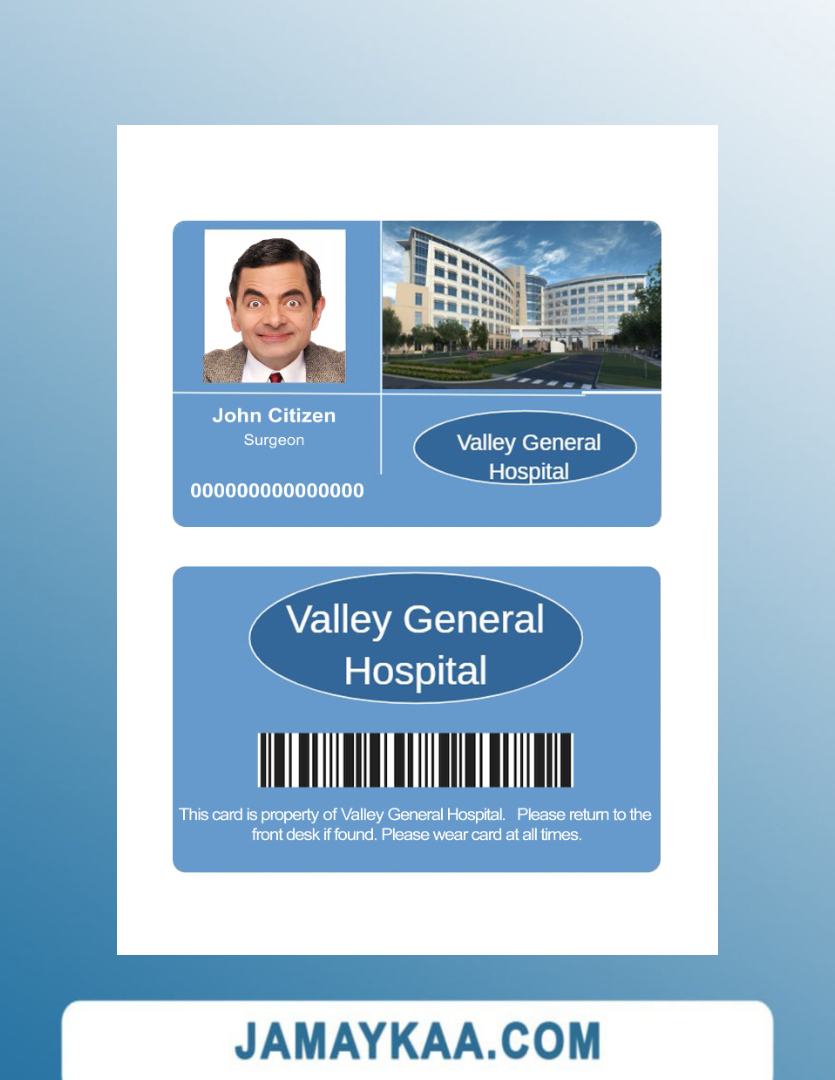 John Citizen
Surgeon
000000000000000
Valley General
Hospital
Valley General
Hospital
This card is property of Valley General Hospital. Please return to the
front desk if found. Please wear card at all times.
JAMAYKAA.COM